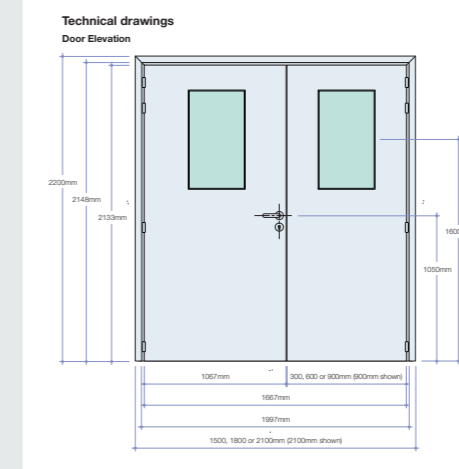 Technical drawings
Door Elevation
2200mm
2148mm
2133mm
1600
1050mm
1067mm
300, 600 or 900mm (900mm shown)
1667mm
1997mm
1500, 1800 or 2100mm (2100mm shown)